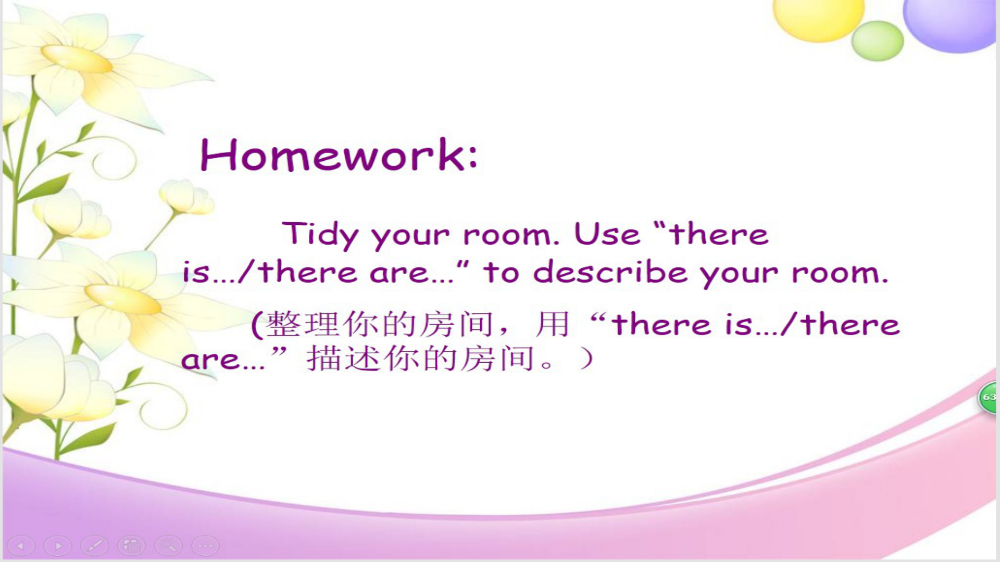 Homework:
Tidy your room. Use “there
is…/there are…” to describe your room.
(整理你的房间，用“there is…/there
are…”描述你的房间。）
63